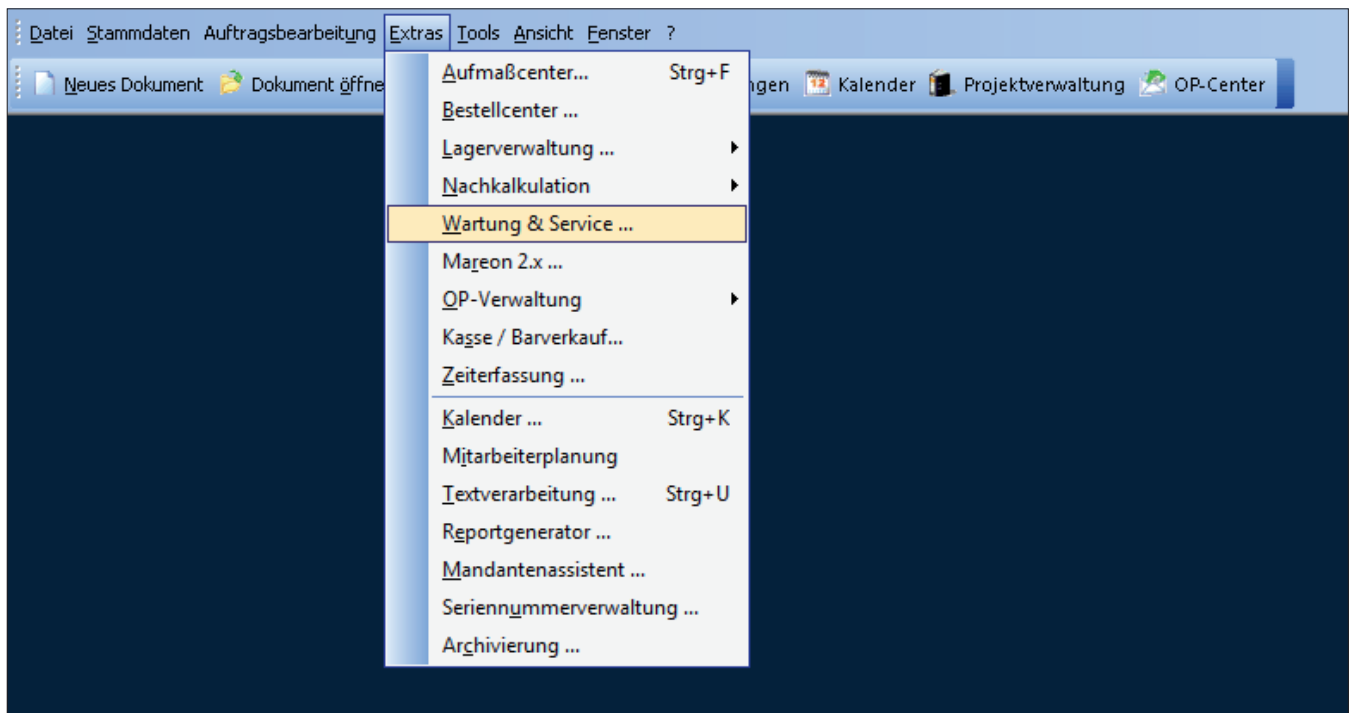 Datei Stammdaten Auftragsbearbeitung Extras Tools Ansicht Fenster ?
Neues Dokument Dokument öffne ngen 12 Kalender Projektverwaltung OP-Center
Aufmaßcenter... Strg+F
Bestellcenter ...
Lagerverwaltung ...
Nachkalkulation
Wartung & Service ...
Mareon 2.x ...
OP-Verwaltung
Kasse / Barverkauf...
Zeiterfassung ...
Kalender ... Strg+K
Mitarbeiterplanung
Textverarbeitung ... Strg+U
Reportgenerator ...
Mandantenassistent ...
Seriennummerverwaltung ...
Archivierung ...